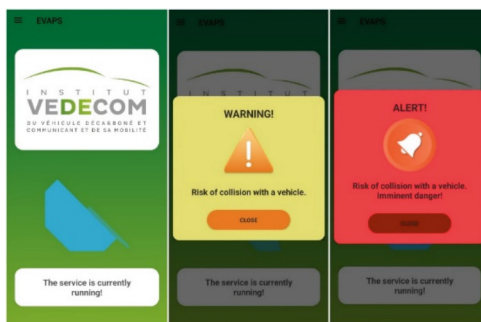 EVAPS
INSTITUT
VEDECOM
DU VÉHICULE DÉCARBONÉ ET
COMMUNICANT ET DE SA MOBILITÉ
The service is currently
running!
EVAPS
INSTITUT
WARNING!
Risk of collision with a vehicle.
CLOSE
The service is currently
running!
EVAPS
ALERT!
Risk of collision with a vehicle.
Imminent danger!
CLOSE
The service is currently
running!